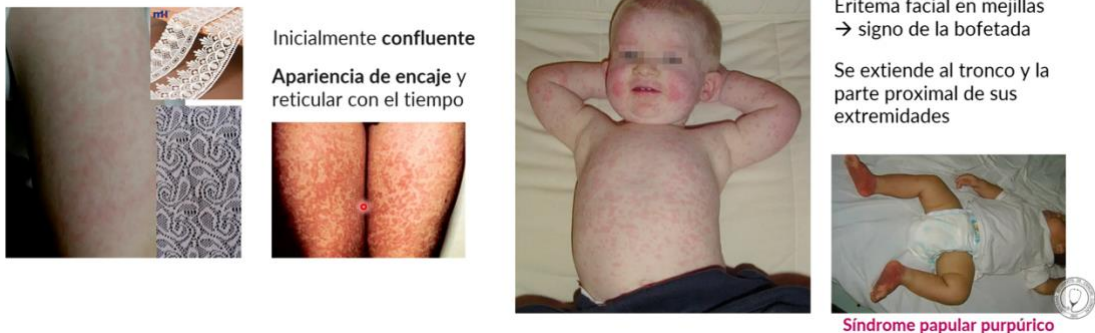 Inicialmente confluente
Apariencia de encaje y
reticular con el tiempo
Eritema facial en mejillas
→ signo de la bofetada
Se extiende al tronco y la
parte proximal de sus
extremidades
Síndrome papular purpúrico